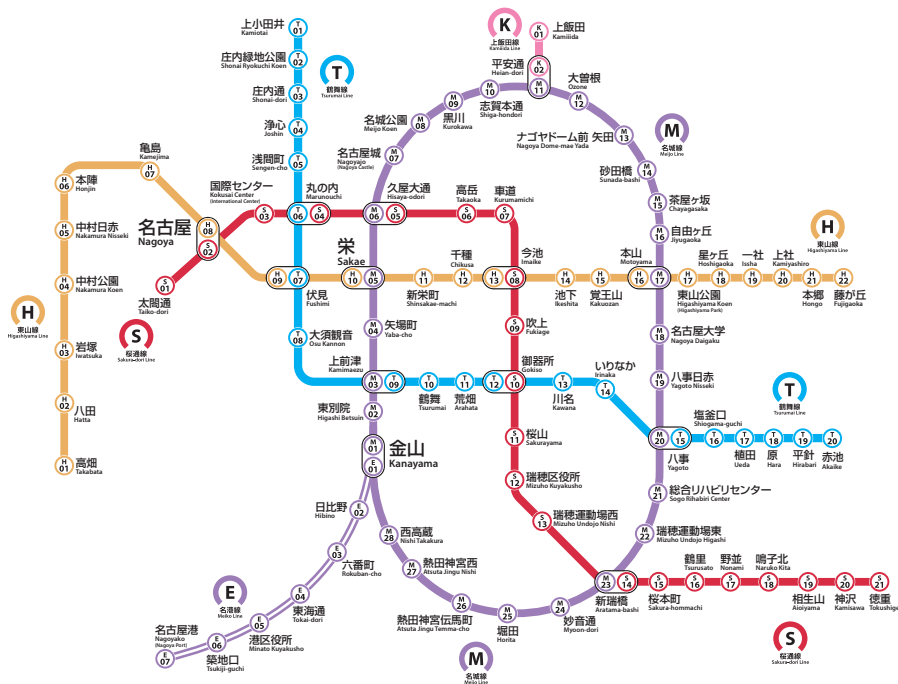 上小田井
Kamiotai
T
01
庄内緑地公園
Shonai Ryokuchi Koen
T
02
庄内通
Shonai-dori
T
03
浄心
Joshin
T
04
浅間町
Sengen-cho
T
05
T
鶴舞線
Tsurumai Line
K
上飯田線
Kamiiida Line
K
01
上飯田
Kamiiida
平安通
Heian-dori
K
02
M
11
大曽根
Ozone
M
12
志賀本通
Shiga-hondori
M
10
黒川
Kurokawa
M
09
名城公園
Meijo Koen
M
08
名古屋城
Nagoyajo
(Nagoya Castle)
M
07
ナゴヤドーム前 矢田
Nagoya Dome-mae Yada
M
13
M
名城線
Meijo Line
砂田橋
Sunada-bashi
M
14
茶屋ヶ坂
Chayagasaka
M
15
自由ヶ丘
Jiyugaoka
M
16
亀島
Kamejima
H
07
本陣
Honjin
H
06
中村日赤
Nakamura Nisseki
H
05
中村公園
Nakamura Koen
H
04
岩塚
Iwatsuka
H
03
八田
Hatta
H
02
高畑
Takabata
H
01
H
東山線
Higashiyama Line
名古屋
Nagoya
H
08
S
02
太閤通
Taiko-dori
S
01
S
桜通線
Sakura-dori Line
国際センター
Kokusai Center
(International Center)
S
03
丸の内
Marunouchi
T
06
S
04
久屋大通
Hisaya-odori
M
06
S
05
高岳
Takaoka
S
06
車道
Kurumamichi
S
07
H
09
T
07
伏見
Fushimi
栄
Sakae
H
10
M
05
H
11
新栄町
Shinsakae-machi
千種
Chikusa
H
12
今池
Imaike
H
13
S
08
H
14
池下
Ikeshita
H
15
覚王山
Kakuozan
本山
Motoyama
H
16
M
17
H
17
東山公園
Higashiyama Koen
(Higashiyama Park)
星ヶ丘
Hoshigaoka
H
18
一社
Issha
H
19
上社
Kamiyashiro
H
20
本郷
Hongo
H
21
藤が丘
Fujigaoka
H
22
H
東山線
Higashiyama Line
T
08
大須観音
Osu Kannon
M
04
矢場町
Yaba-cho
上前津
Kamimaezu
M
03
T
09
T
10
鶴舞
Tsurumai
T
11
荒畑
Arahata
S
09
吹上
Fukiage
御器所
Gokiso
T
12
S
10
T
13
川名
Kawana
いりなか
Irinaka
T
14
M
18
名古屋大学
Nagoya Daigaku
M
19
八事日赤
Yagoto Nisseki
M
20
T
15
八事
Yagoto
塩釜口
Shiogama-guchi
T
16
T
17
植田
Ueda
T
18
原
Hara
T
19
平針
Hirabari
T
20
赤池
Akaike
T
鶴舞線
Tsurumai Line
東別院
Higashi Betsuin
M
02
M
01
E
01
金山
Kanayama
日比野
Hibino
E
02
六番町
Rokuban-cho
E
03
東海通
Tokai-dori
E
04
港区役所
Minato Kuyakusho
E
05
築地口
Tsukiji-guchi
E
06
名古屋港
Nagoyako
(Nagoya Port)
E
07
E
名港線
Meiko Line
M
28
西高蔵
Nishi Takakura
M
27
熱田神宮西
Atsuta Jingu Nishi
M
26
熱田神宮伝馬町
Atsuta Jingu Temma-cho
M
25
堀田
Horita
M
24
妙音通
Myoon-dori
M
名城線
Meijo Line
S
11
桜山
Sakurayama
S
12
瑞穂区役所
Mizuho Kuyakusho
S
13
瑞穂運動場西
Mizuho Undojo Nishi
M
21
総合リハビリセンター
Sogo Rihabiri Center
M
22
瑞穂運動場東
Mizuho Undojo Higashi
M
23
S
14
新瑞橋
Aratama-bashi
S
15
桜本町
Sakura-hommachi
鶴里
Tsurusato
S
16
野並
Nonami
S
17
鳴子北
Naruko Kita
S
18
S
19
相生山
Aioiyama
S
20
神沢
Kamisawa
S
21
徳重
Tokushige
S
桜通線
Sakura-dori Line